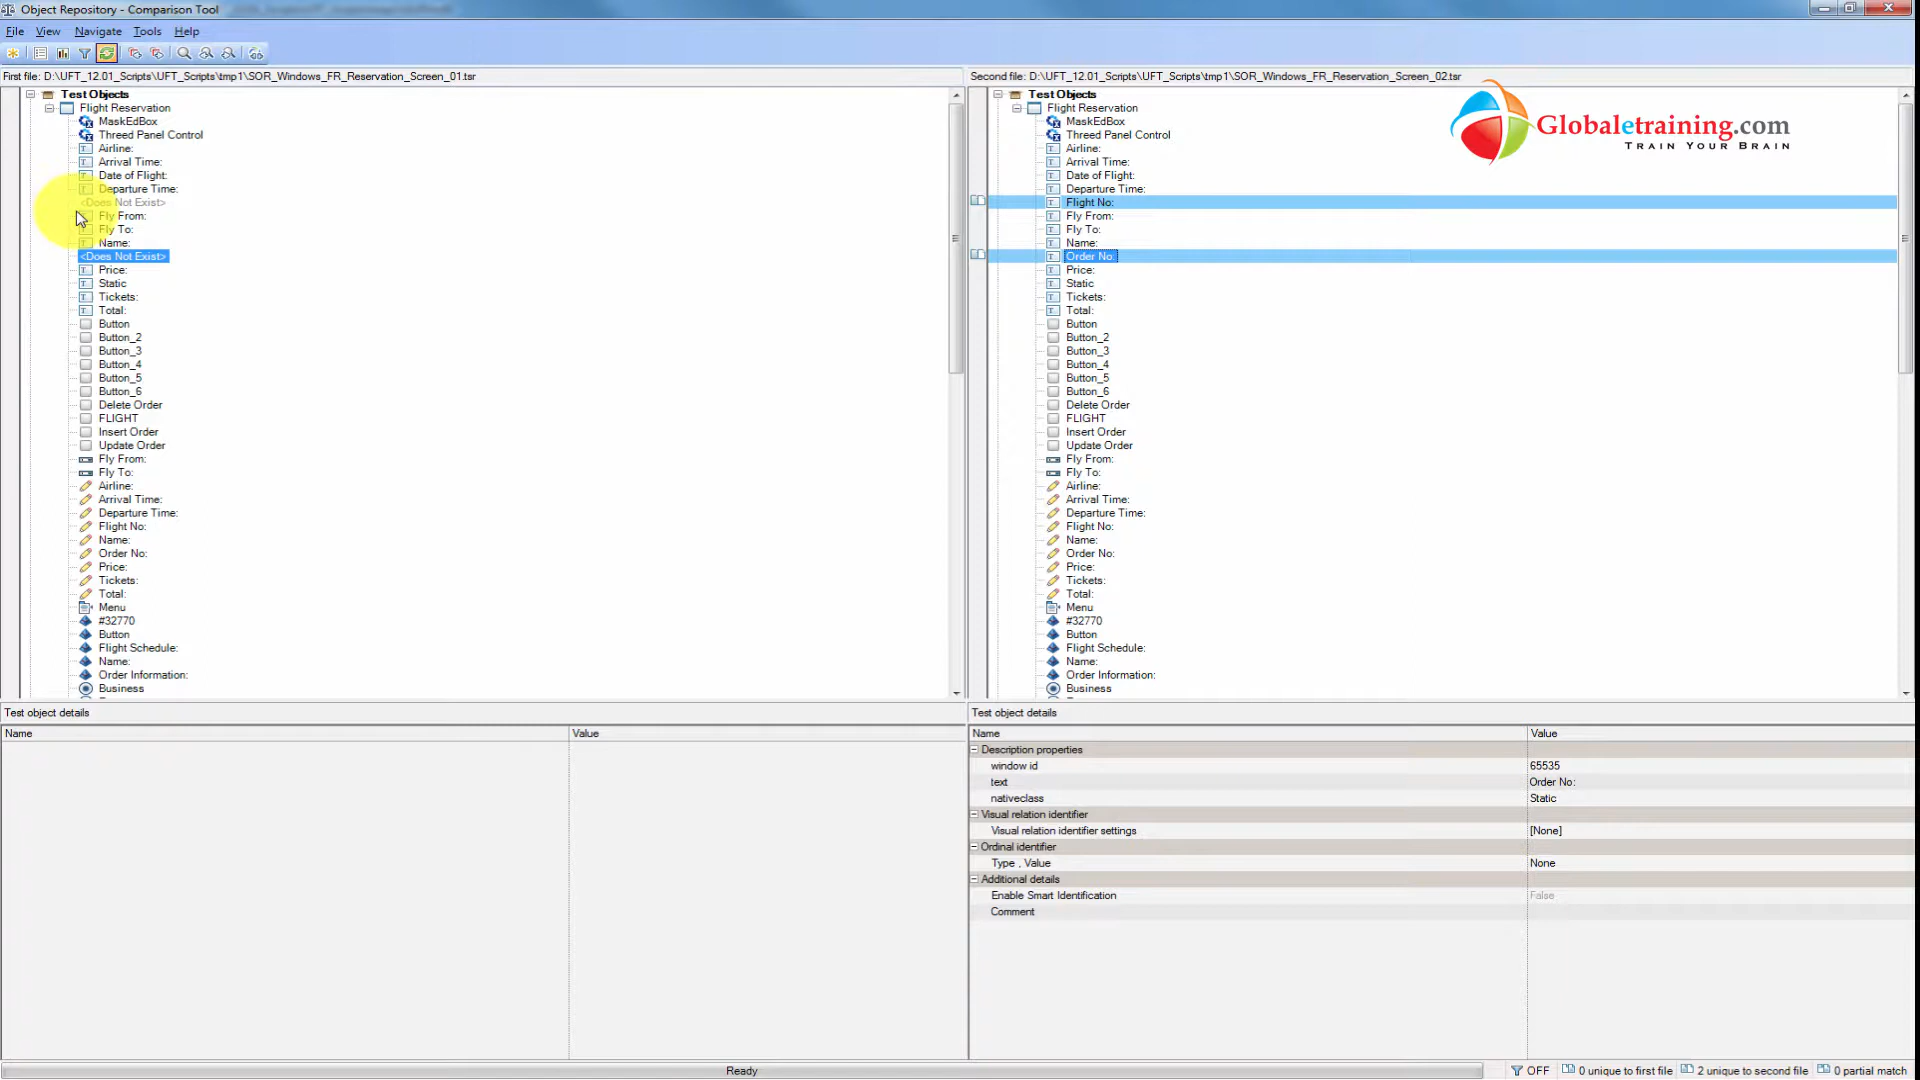 Object Repository - Comparison Tool
File View Navigate Tools Help
First file: D:\UFT_12.01_Scripts\UFT_Scripts\tmp1\SOR_Windows_FR_Reservation_Screen_01.tsr
Test Objects
Flight Reservation
MaskEdBox
Threed Panel Control
Airline:
Arrival Time:
Date of Flight:
Departure Time:
<Does Not Exist>
Fly From:
Fly To:
Name:
<Does Not Exist>
Price:
Static
Tickets:
Total:
Button
Button_2
Button_3
Button_4
Button_5
Button_6
Delete Order
FLIGHT
Insert Order
Update Order
Fly From:
Fly To:
Airline:
Arrival Time:
Departure Time:
Flight No:
Name:
Order No:
Price:
Tickets:
Total:
Menu
#32770
Button
Flight Schedule:
Name:
Order Information:
Business
Second file: D:\UFT_12.01_Scripts\UFT_Scripts\tmp1\SOR_Windows_FR_Reservation_Screen_02.tsr
Test Objects
Flight Reservation
MaskEdBox
Threed Panel Control
Airline:
Arrival Time:
Date of Flight:
Departure Time:
Flight No:
Fly From:
Fly To:
Name:
Order No:
Price:
Static
Tickets:
Total:
Button
Button_2
Button_3
Button_4
Button_5
Button_6
Delete Order
FLIGHT
Insert Order
Update Order
Fly From:
Fly To:
Airline:
Arrival Time:
Departure Time:
Flight No:
Name:
Order No:
Price:
Tickets:
Total:
Menu
#32770
Button
Flight Schedule:
Name:
Order Information:
Business
Globaletraining.com
TRAIN YOUR BRAIN
Test object details
Name Value
Test object details
Name Value
Description properties
window id 65535
text Order No:
nativeclass Static
Visual relation identifier
Visual relation identifier settings [None]
Ordinal identifier
Type , Value None
Additional details
Enable Smart Identification False
Comment
Ready OFF 0 unique to first file 2 unique to second file 0 partial match